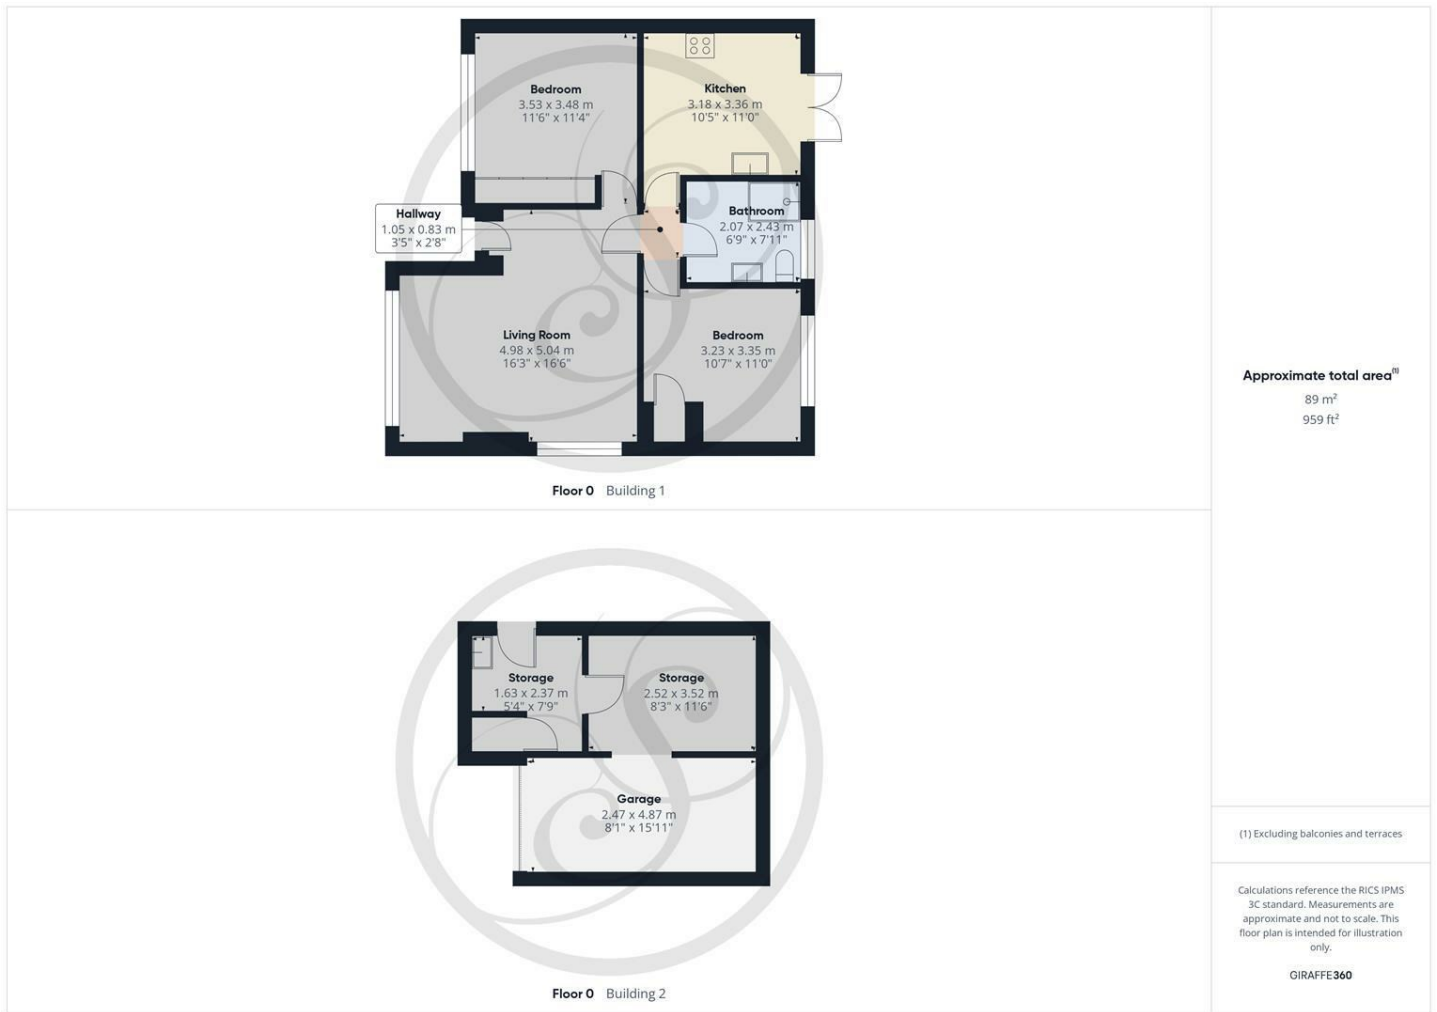 Bedroom
3.53 x 3.48 m
11'6" x 11'4"
Kitchen
3.18 x 3.36 m
10'5" x 11'0"
Hallway
1.05 x 0.83 m
3'5" x 2'8"
Bathroom
2.07 x 2.43 m
6'9" x 7'11"
Living Room
4.98 x 5.04 m
16'3" x 16'6"
Bedroom
3.23 x 3.35 m
10'7" x 11'0"
Floor 0 Building 1
Storage
1.63 x 2.37 m
5'4" x 7'9"
Storage
2.52 x 3.52 m
8'3" x 11'6"
Garage
2.47 x 4.87 m
8'1" x 15'11"
Floor 0 Building 2
Approximate total area(1)
89 m²
959 ft²
(1) Excluding balconies and terraces
Calculations reference the RICS IPMS
3C standard. Measurements are
approximate and not to scale. This
floor plan is intended for illustration
only.
GIRAFFE360